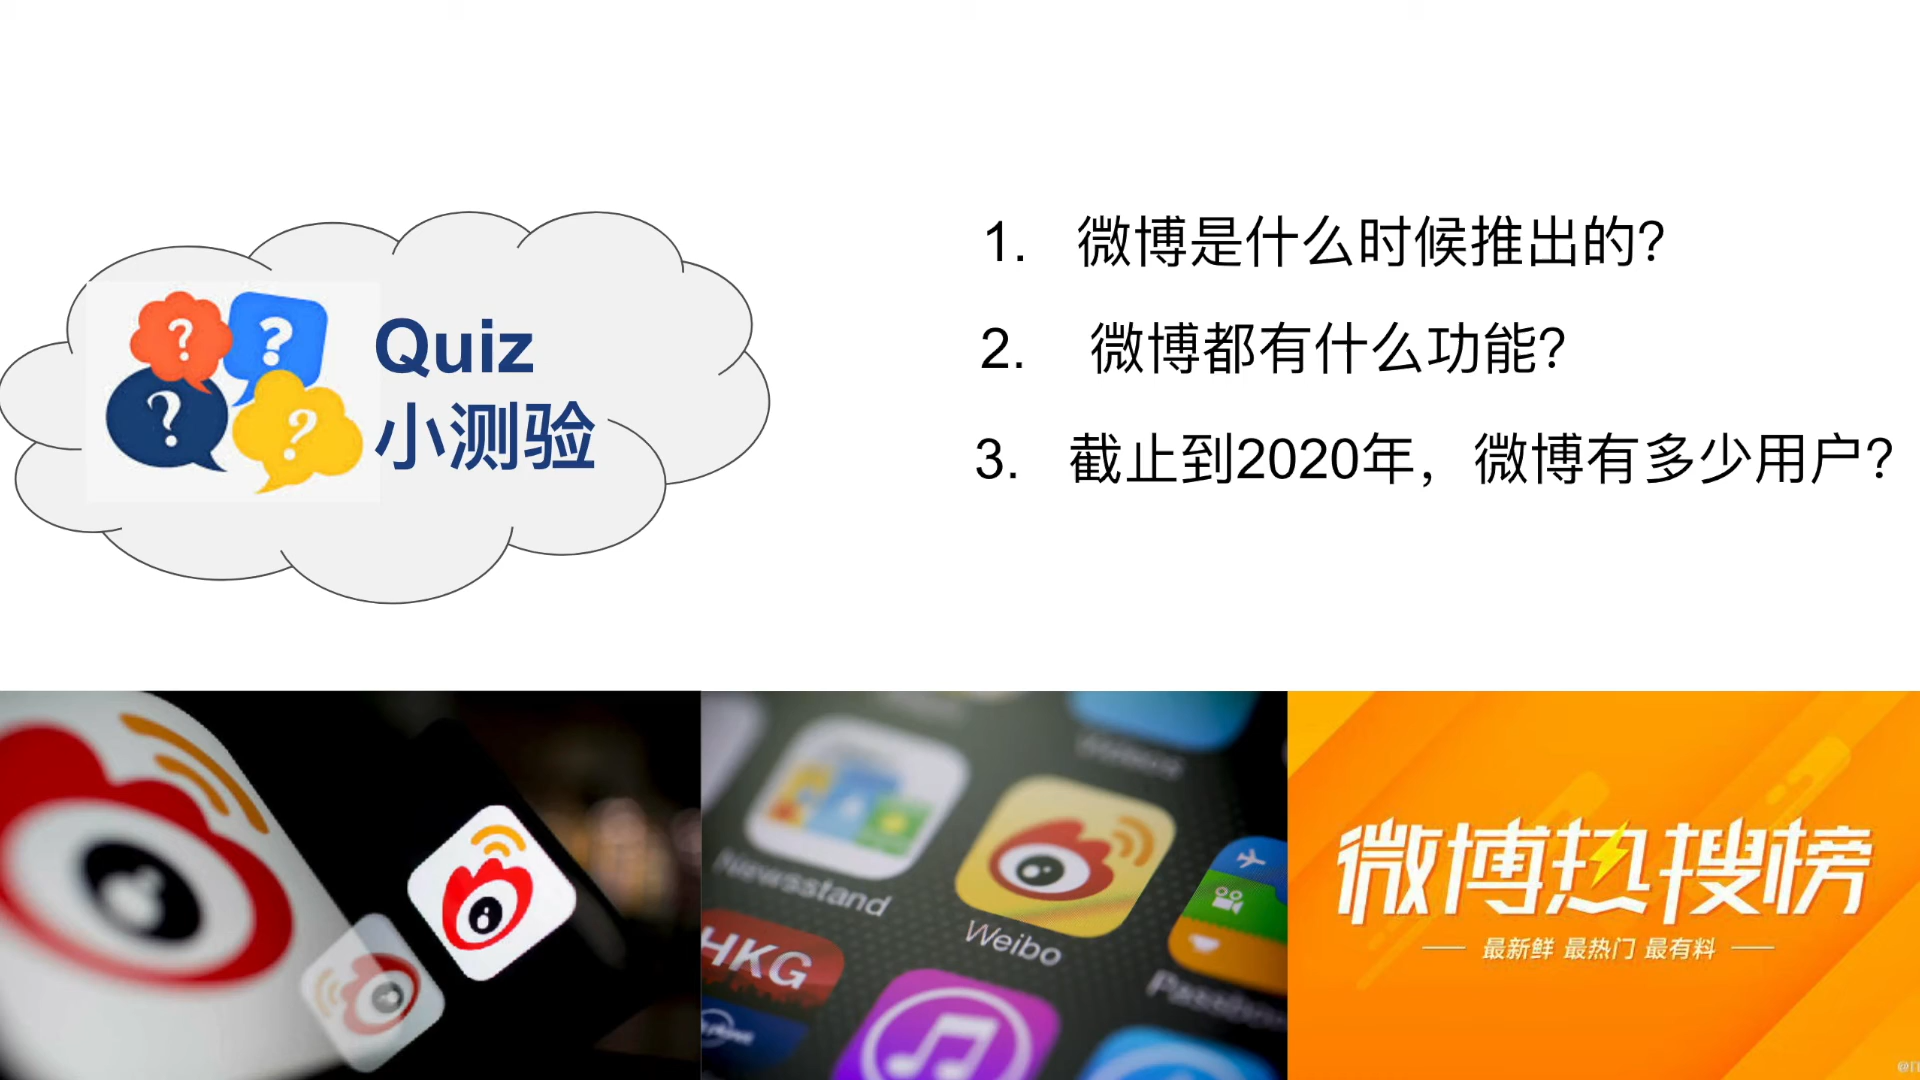 Quiz
小测验
1. 微博是什么时候推出的?
2. 微博都有什么功能?
3. 截止到2020年，微博有多少用户?
Newsstand
Weibo
HKG
微博热搜榜
最新鲜 最热门 最有料